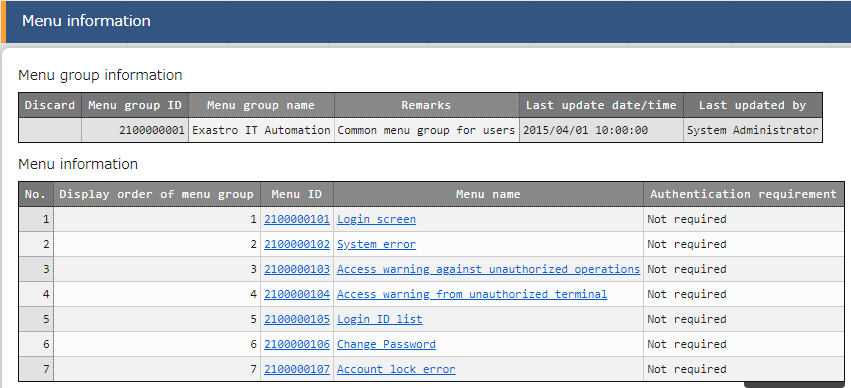 Menu information
Menu group information
Discard Menu group ID Menu group name Remarks Last update date/time Last updated by
2100000001 Exastro IT Automation Common menu group for users 2015/04/01 10:00:00 System Administrator
Menu information
No. Display order of menu group Menu ID Menu name Authentication requirement
1 1 2100000101 Login screen Not required
2 2 2100000102 System error Not required
3 3 2100000103 Access warning against unauthorized operations Not required
4 4 2100000104 Access warning from unauthorized terminal Not required
5 5 2100000105 Login ID list Not required
6 6 2100000106 Change Password Not required
7 7 2100000107 Account lock error Not required